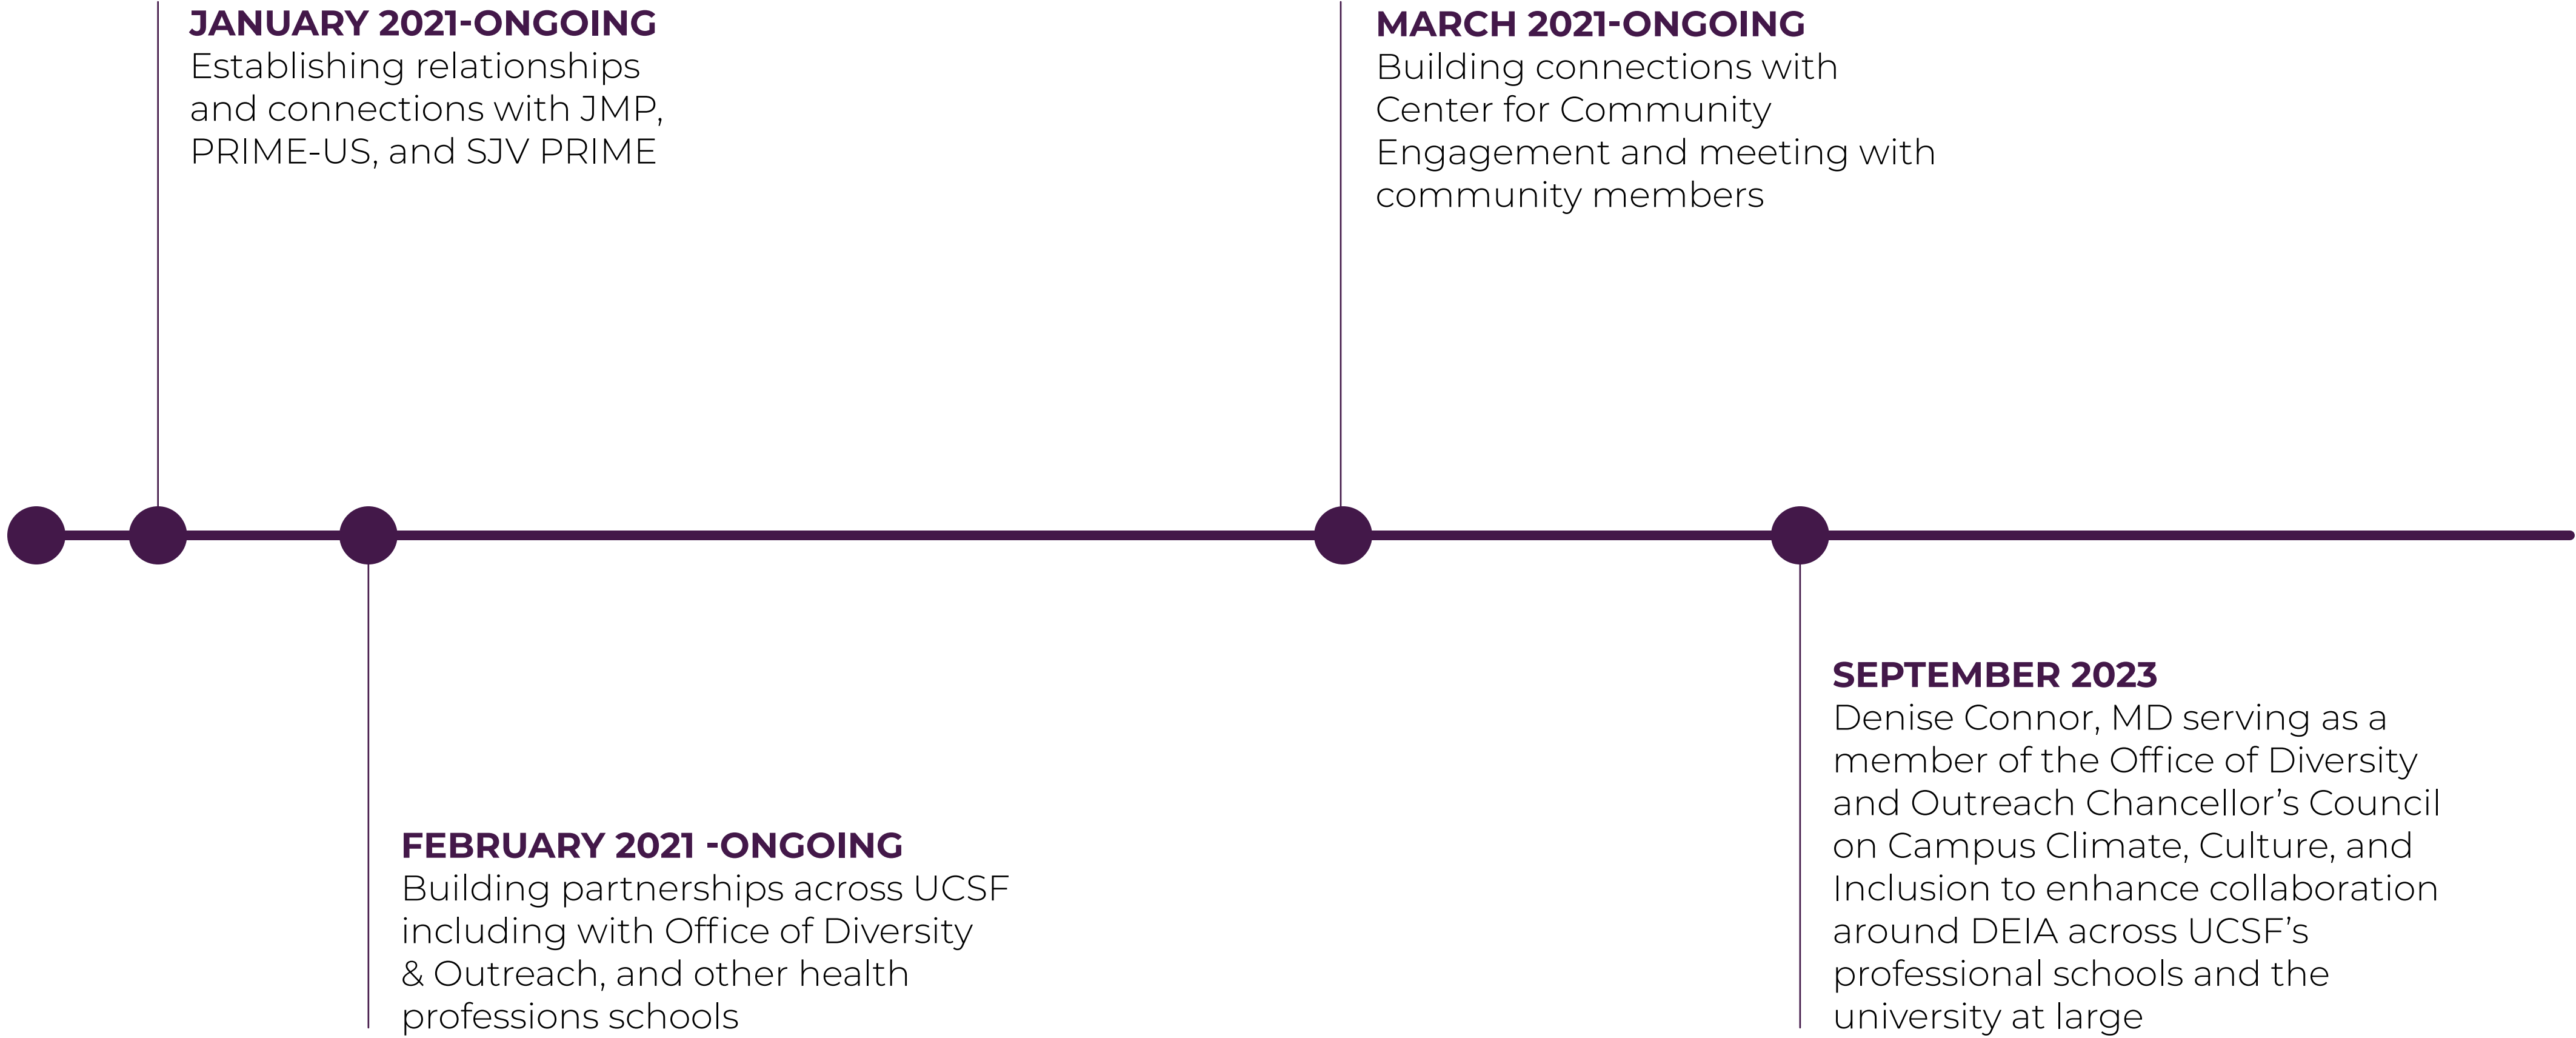 JANUARY 2021-ONGOING
Establishing relationships
and connections with JMP,
PRIME-US, and SJV PRIME
FEBRUARY 2021 -ONGOING
Building partnerships across UCSF
including with Office of Diversity
& Outreach, and other health
professions schools
MARCH 2021-ONGOING
Building connections with
Center for Community
Engagement and meeting with
community members
SEPTEMBER 2023
Denise Connor, MD serving as a
member of the Office of Diversity
and Outreach Chancellor’s Council
on Campus Climate, Culture, and
Inclusion to enhance collaboration
around DEIA across UCSF’s
professional schools and the
university at large